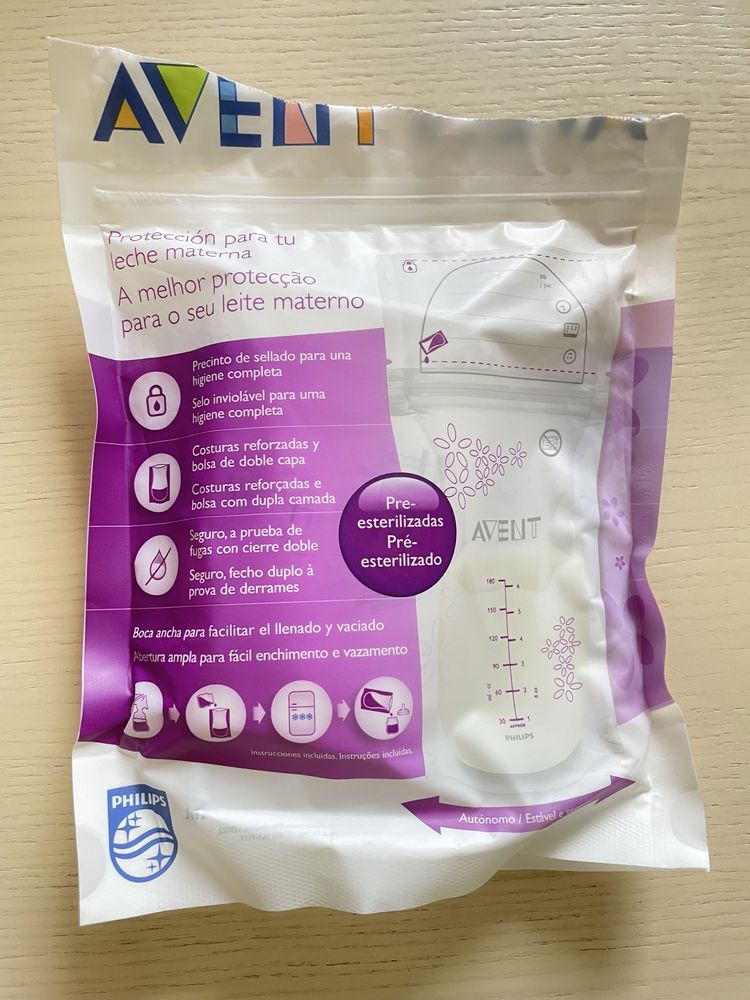 AVENT
Protección para tu
leche materna
A melhor protecção
para o seu leite materno
Precinto de sellado para una
higiene completa
Selo inviolável para uma
higiene completa
Costuras reforzadas y
bolsa de doble capa
Costuras reforçadas e
bolsa com dupla camada
Seguro, a prueba de
fugas con cierre doble
Seguro, fecho duplo à
prova de derrames
Boca ancha para facilitar el llenado y vaciado
Abertura ampla para fácil enchimento e vazamento
Instrucciones incluidas. Instruções incluídas.
Pre-
esterilizadas
Pré-
esterilizado
AVENT
180 6
150 5
120 4
90 3
60 2
30 1
APPROX
PHILIPS
PHILIPS
Autónomo / Estável e